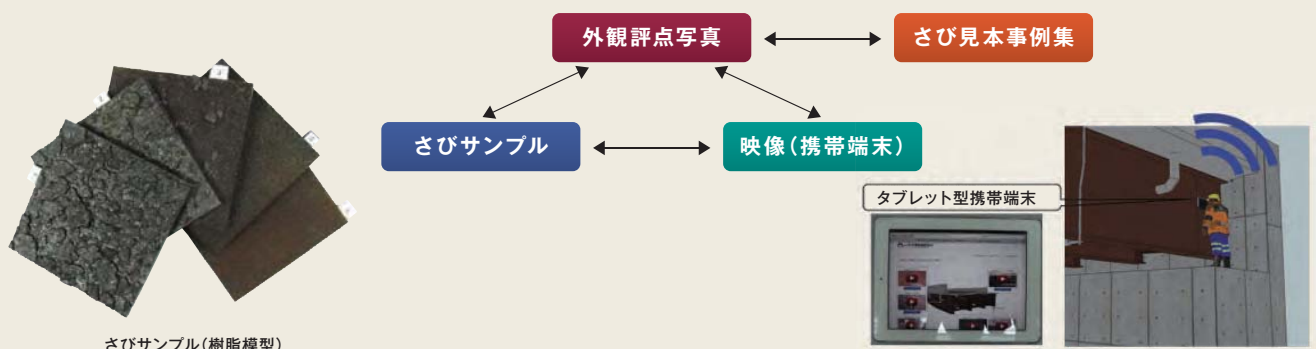 外観評点写真
さび見本事例集
さびサンプル
映像(携帯端末)
タブレット型携帯端末
さびサンプル(樹脂模型)